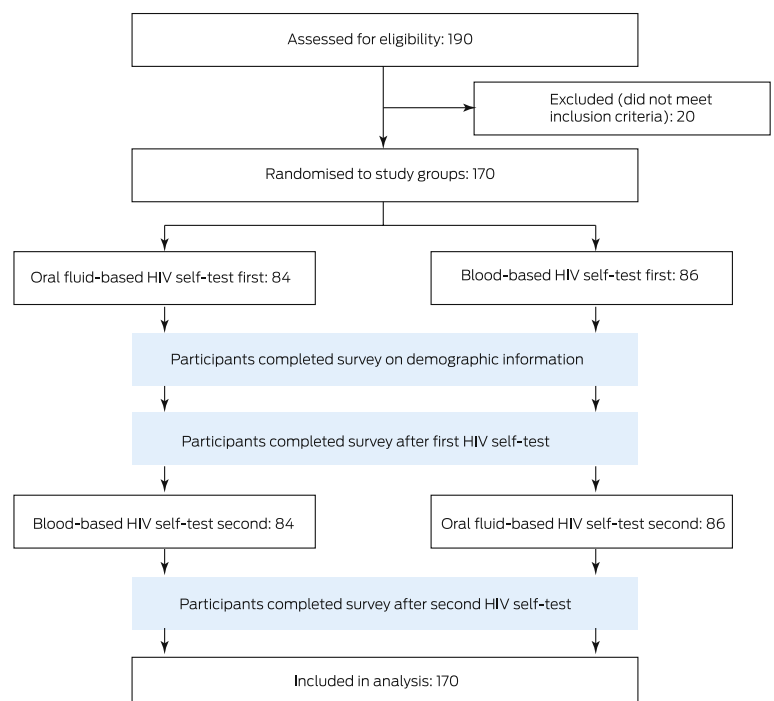 Assessed for eligibility: 190
Excluded (did not meet
inclusion criteria): 20
Randomised to study groups: 170
Oral fluid-based HIV self-test first: 84
Blood-based HIV self-test first: 86
Participants completed survey on demographic information
Participants completed survey after first HIV self-test
Blood-based HIV self-test second: 84
Oral fluid-based HIV self-test second: 86
Participants completed survey after second HIV self-test
Included in analysis: 170